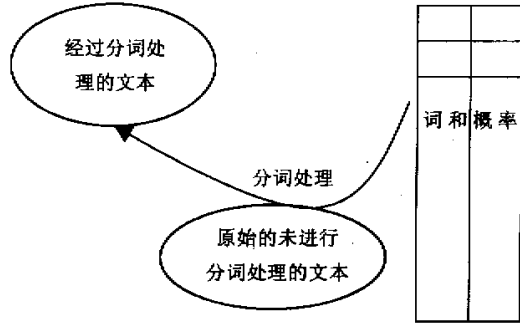 经过分词处
理的文本
词和概率
分词处理
原始的未进行
分词处理的文本